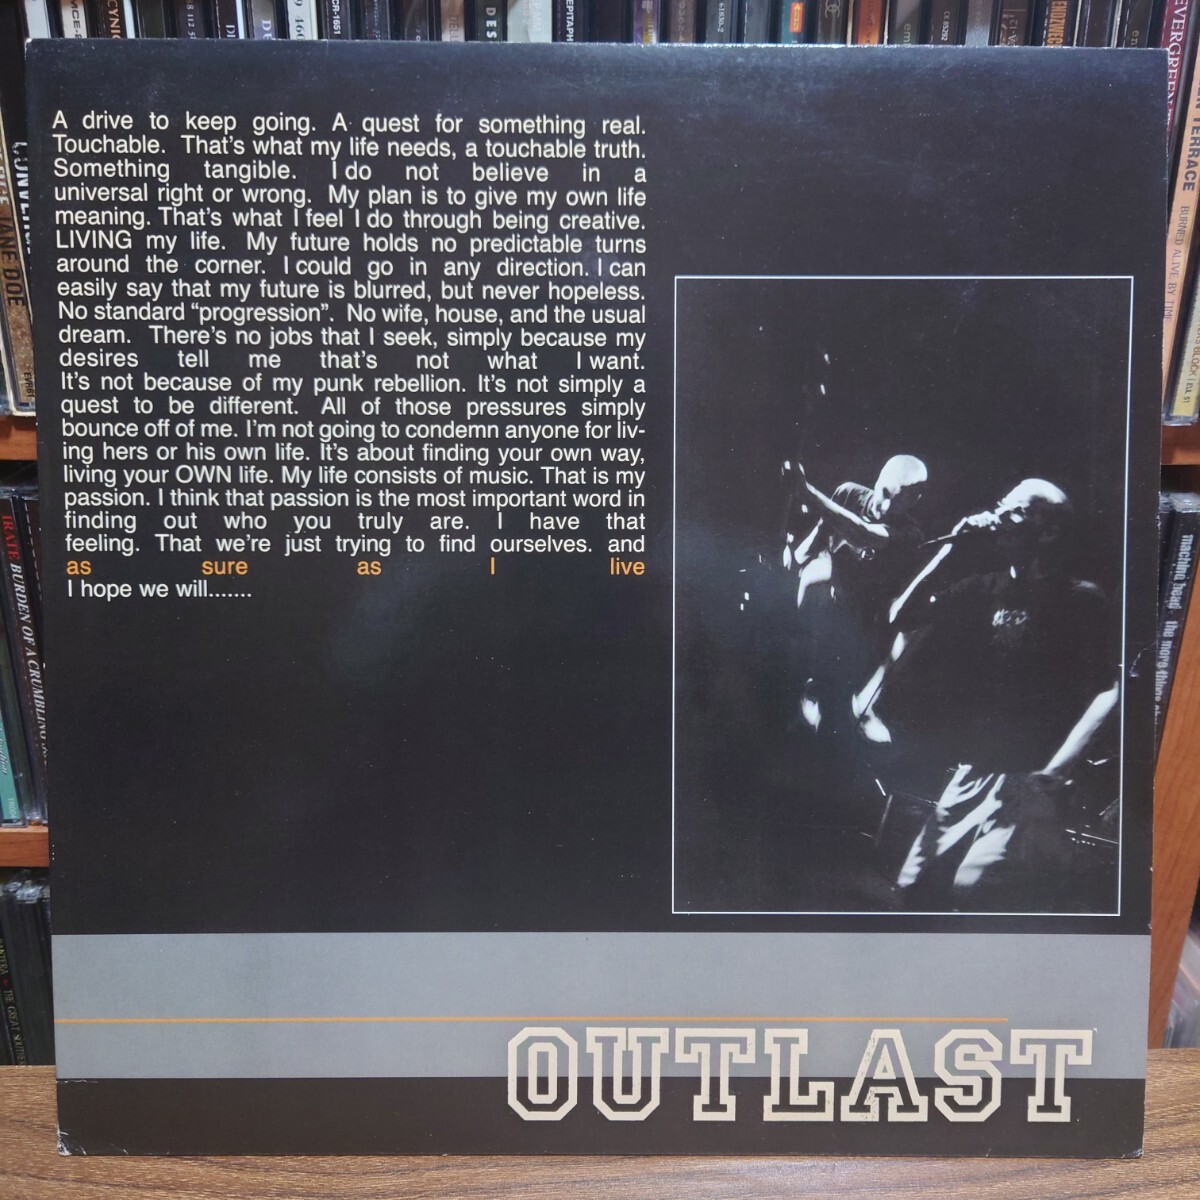 A drive to keep going. A quest for something real.
Touchable. That's what my life needs, a touchable truth.
Something tangible. I do not believe in a
universal right or wrong. My plan is to give my own life
meaning. That's what I feel I do through being creative.
LIVING my life. My future holds no predictable turns
around the corner. I could go in any direction. I can
easily say that my future is blurred, but never hopeless.
No standard “progression”. No wife, house, and the usual
dream. There's no jobs that I seek, simply because my
desires tell me that's not what I want.
It's not because of my punk rebellion. It's not simply a
quest to be different. All of those pressures simply
bounce off of me. I'm not going to condemn anyone for liv-
ing hers or his own life. It's about finding your own way,
living your OWN life. My life consists of music. That is my
passion. I think that passion is the most important word in
finding out who you truly are. I have that
feeling. That we're just trying to find ourselves. and
as sure as I live
I hope we will.......
OUTLAST
JANE DOE
IRATE BURDEN OF A CRUMBLING
PANTERA THE GREAT SOUTHERN
EPITAPH
EVERGREEN
TERRACE BURNED ALIVE BY TIME
machine head the more things